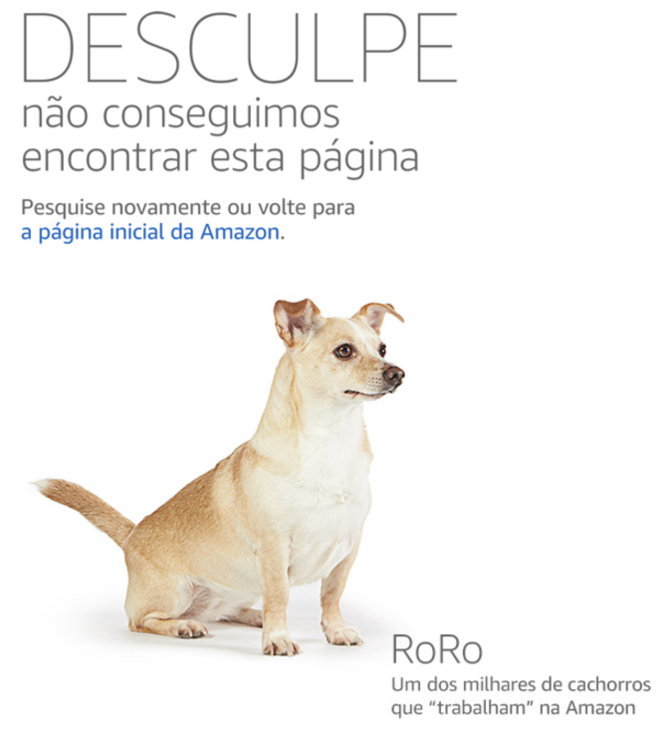 DESCULPE
não conseguimos
encontrar esta página
Pesquise novamente ou volte para
a página inicial da Amazon.
RoRo
Um dos milhares de cachorros
que “trabalham” na Amazon